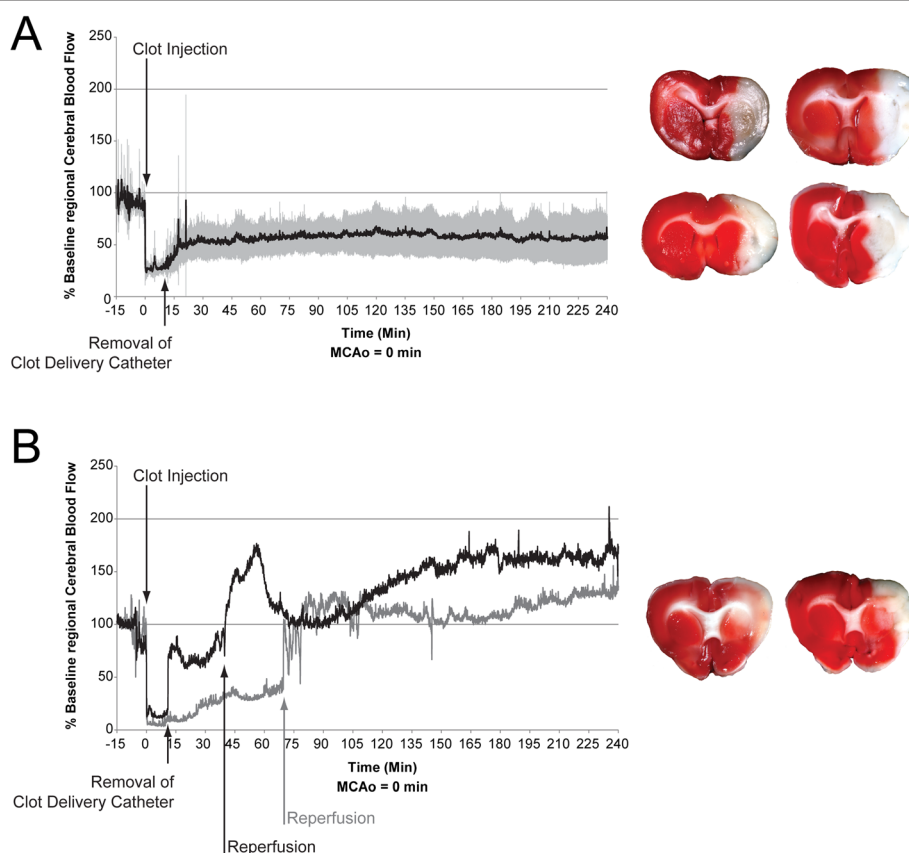 A
% Baseline regional Cerebral Blood Flow
250
200
150
100
50
0
Clot Injection
-15 0 15 30 45 60 75 90 105 120 135 145 165 175 195 210 225 240
Time (Min)
MCAo = 0 min
Removal of
Clot Delivery Catheter
B
% Baseline regional Cerebral Blood Flow
250
200
150
100
50
0
Clot Injection
-15 0 15 30 45 60 75 90 105 120 135 145 165 175 195 210 225 240
Time (Min)
MCAo = 0 min
Removal of
Clot Delivery Catheter
Reperfusion
Reperfusion